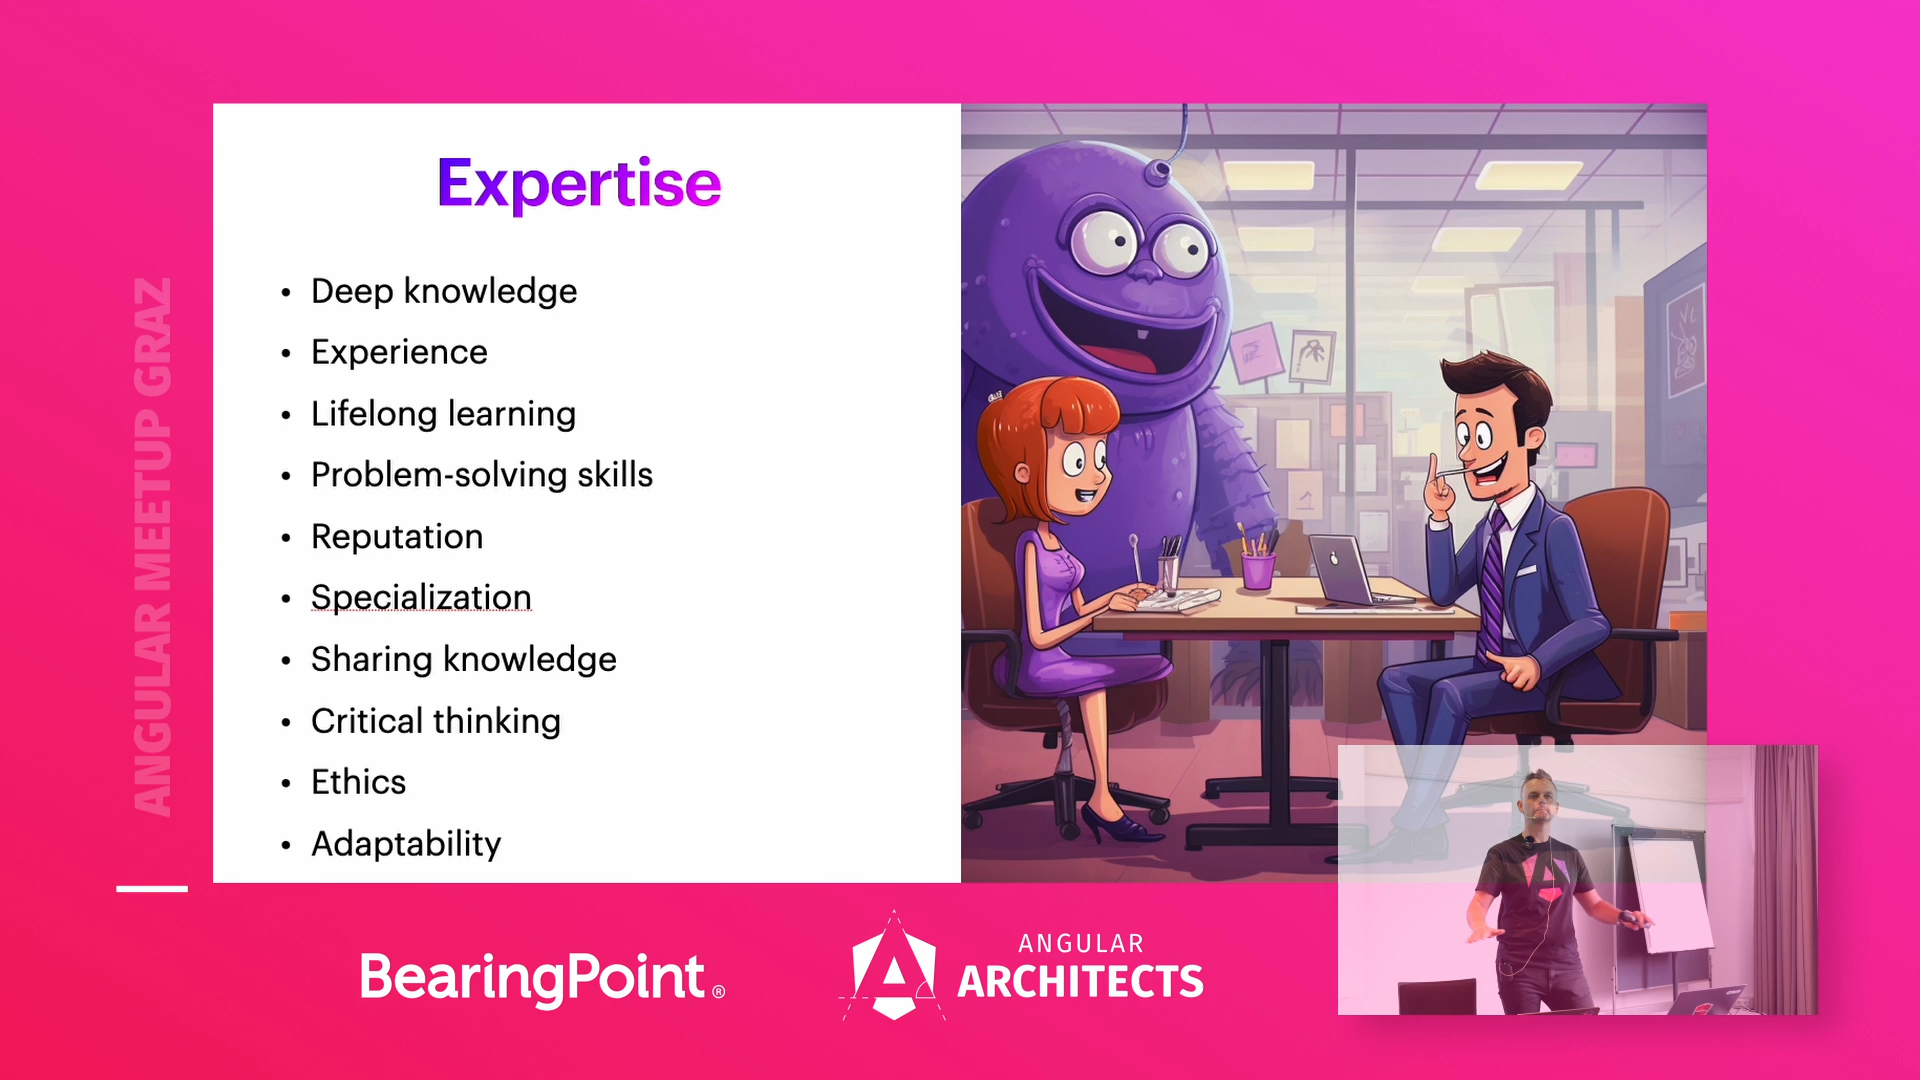 Expertise
• Deep knowledge
• Experience
• Lifelong learning
• Problem-solving skills
• Reputation
• Specialization
• Sharing knowledge
• Critical thinking
• Ethics
• Adaptability
ANGULAR MEETUP GRAZ
BearingPoint®
ANGULAR
ARCHITECTS